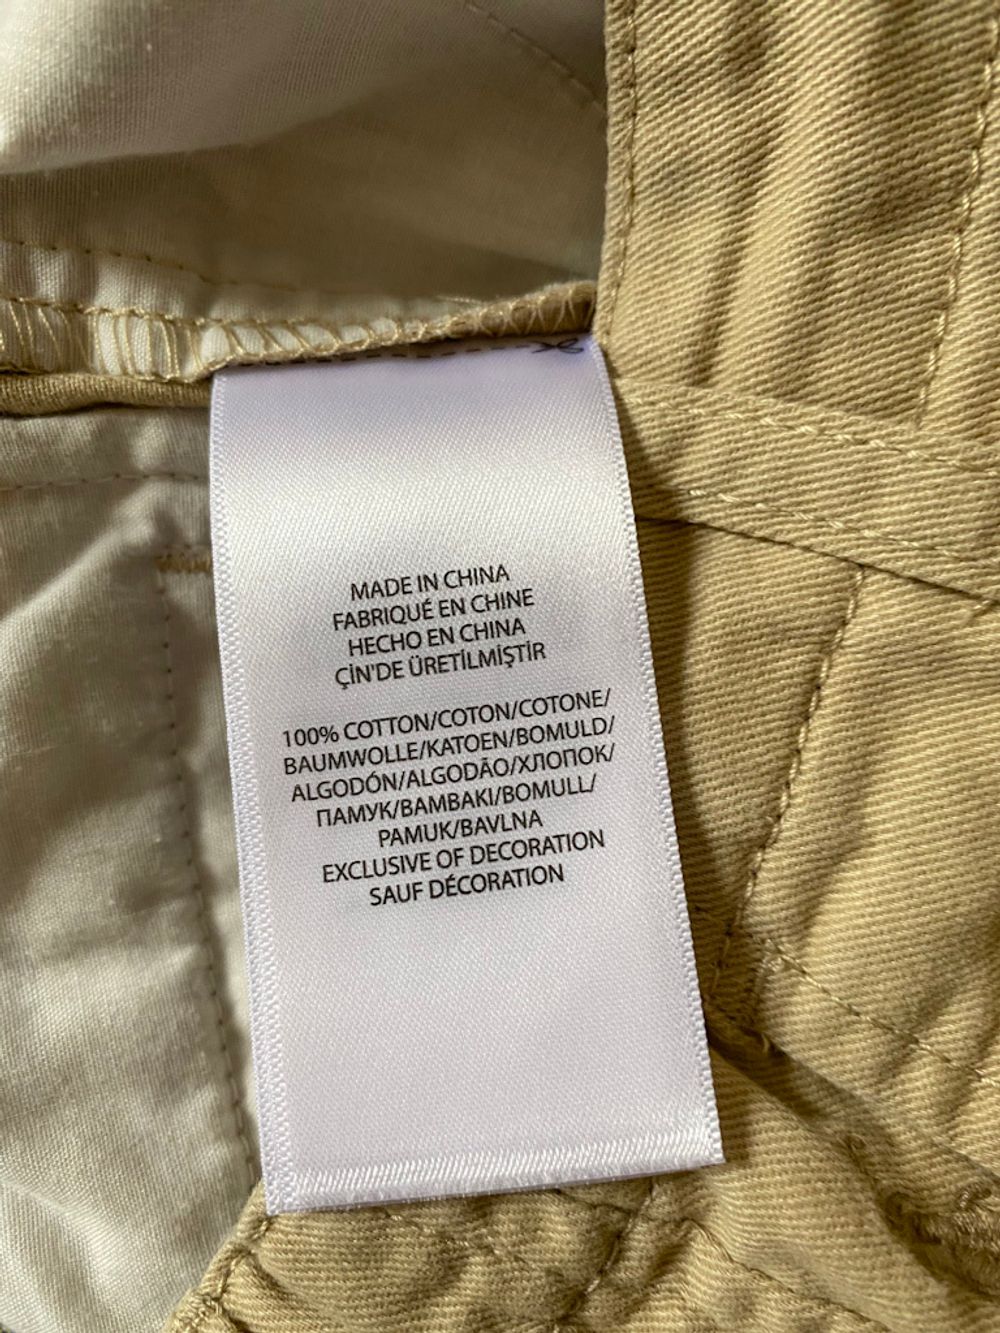 MADE IN CHINA
FABRIQUÉ EN CHINE
HECHO EN CHINA
ÇİN'DE ÜRETİLMİŞTİR
100% COTTON/COTON/COTONE/
BAUMWOLLE/KATOEN/BOMULD/
ALGODÓN/ALGODÃO/ХЛОПОК/
ПАМУК/BAMBAKI/BOMULL/
PAMUK/BAVLNA
EXCLUSIVE OF DECORATION
SAUF DÉCORATION